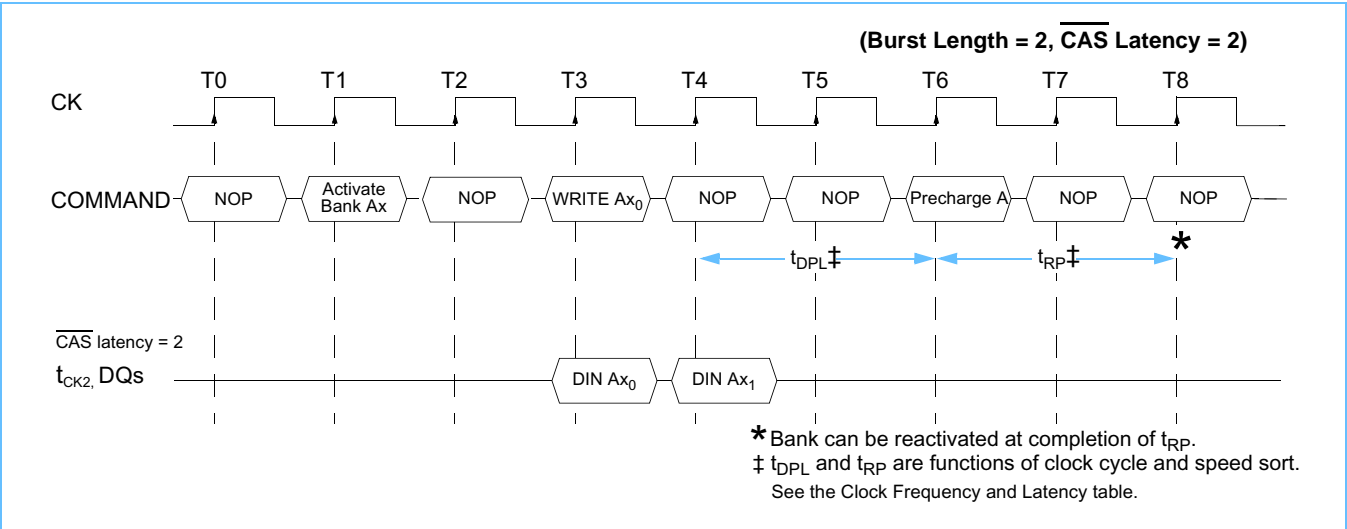 (Burst Length = 2, CAS Latency = 2)
T0 T1 T2 T3 T4 T5 T6 T7 T8
CK
COMMAND NOP Activate Bank Ax NOP WRITE Ax0 NOP NOP Precharge A NOP NOP
*
tDPL‡ tRP‡
CAS latency = 2
tCK2, DQs DIN Ax0 DIN Ax1
* Bank can be reactivated at completion of tRP.
‡ tDPL and tRP are functions of clock cycle and speed sort.
See the Clock Frequency and Latency table.